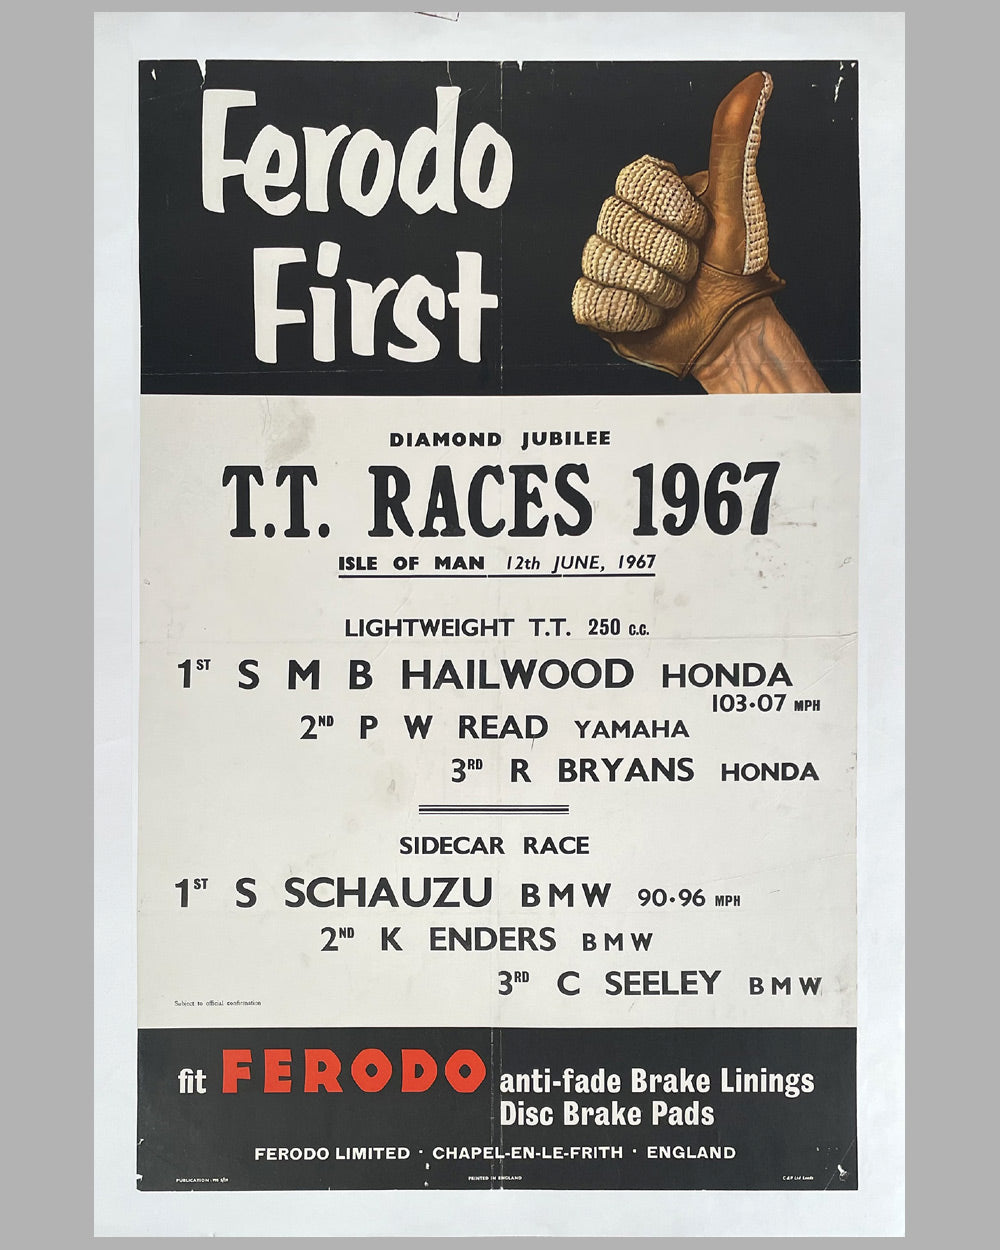 Ferodo
First
DIAMOND JUBILEE
T.T. RACES 1967
ISLE OF MAN 12th JUNE, 1967
LIGHTWEIGHT T.T. 250 C.C.
1ST S M B HAILWOOD HONDA
103·07 MPH
2ND P W READ YAMAHA
3RD R BRYANS HONDA
SIDECAR RACE
1ST S SCHAUZU BMW 90·96 MPH
2ND K ENDERS BMW
3RD C SEELEY BMW
Subject to official confirmation
fit FERODO anti-fade Brake Linings
Disc Brake Pads
FERODO LIMITED · CHAPEL-EN-LE-FRITH · ENGLAND
PRINTED IN ENGLAND